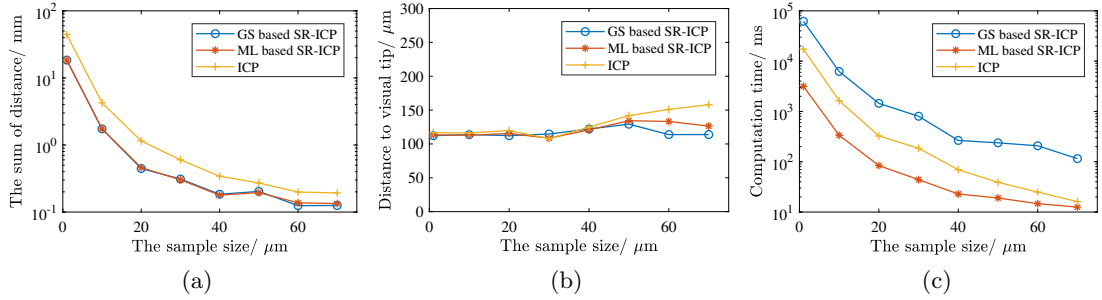 (a)
The sum of distance/ mm
10^2
10^1
10^0
10^-1
0
20
40
60
The sample size/ μm
GS based SR-ICP
ML based SR-ICP
ICP
(b)
Distance to visual tip/ μm
300
250
200
150
100
50
0
0
20
40
60
The sample size/ μm
GS based SR-ICP
ML based SR-ICP
ICP
(c)
Computation time/ ms
10^5
10^4
10^3
10^2
10^1
0
20
40
60
The sample size/ μm
GS based SR-ICP
ML based SR-ICP
ICP